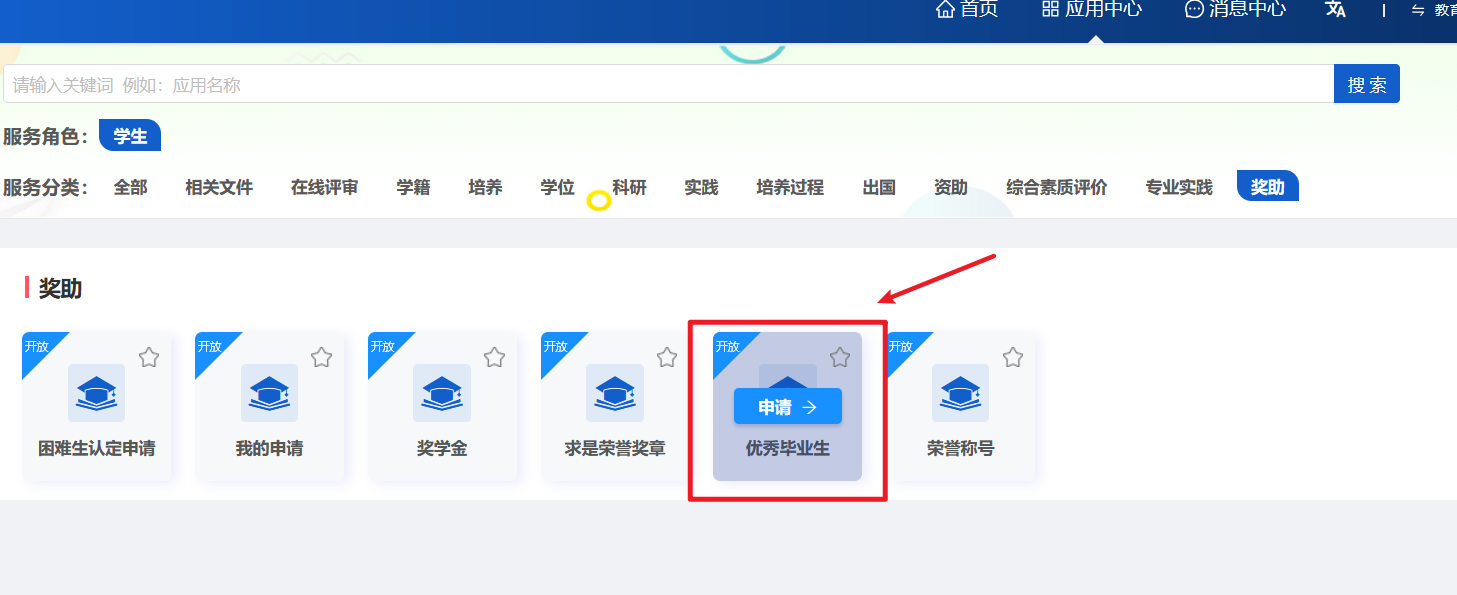 首页 应用中心 消息中心 文A | ⇋ 教育
请输入关键词 例如：应用名称 搜 索
服务角色： 学生
服务分类： 全部 相关文件 在线评审 学籍 培养 学位 科研 实践 培养过程 出国 资助 综合素质评价 专业实践 奖助
奖助
开放 开放 开放 开放 开放 开放
申请 →
困难生认定申请 我的申请 奖学金 求是荣誉奖章 优秀毕业生 荣誉称号